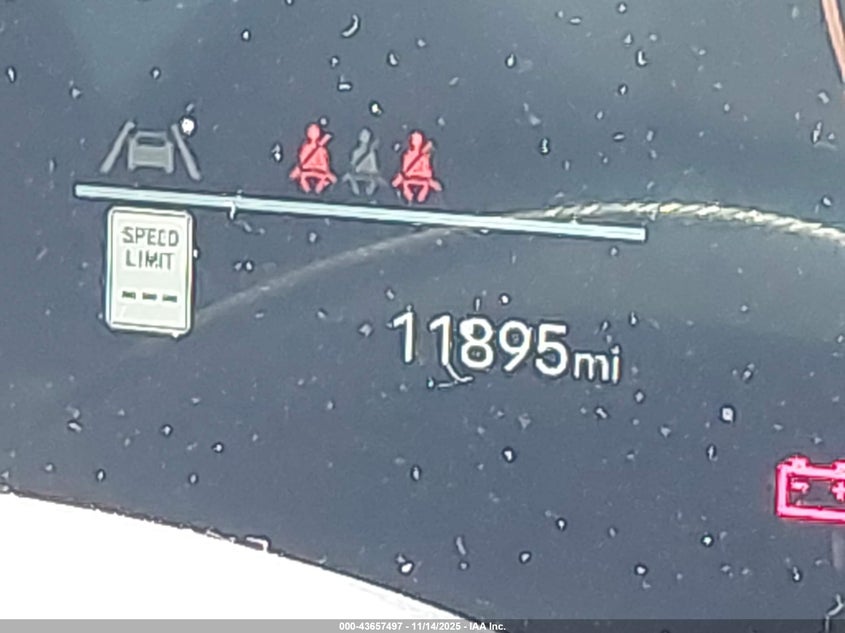 SPEED
LIMIT
---
11895mi
000-43657497 - 11/14/2025 - IAA Inc.